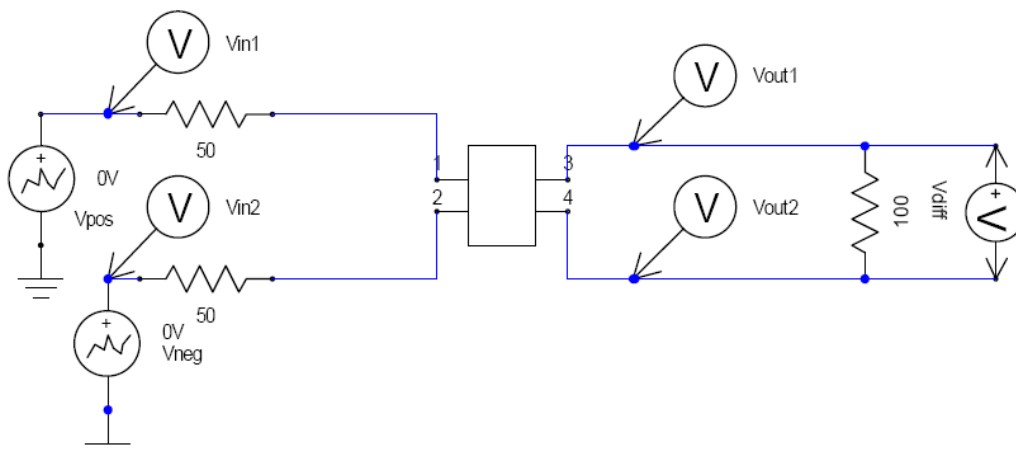 V
Vin1
50
1
3
V
Vout1
+
0V
Vpos
V
Vin2
2
4
V
Vout2
100
Vdiff
+
V
50
+
0V
Vneg